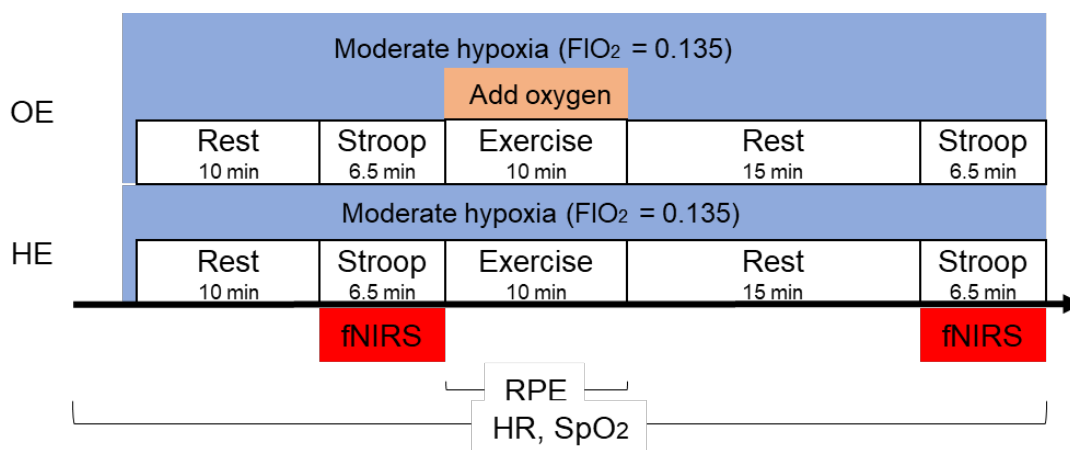 Moderate hypoxia (FIO2 = 0.135)
Add oxygen
OE
Rest Stroop Exercise Rest Stroop
10 min 6.5 min 10 min 15 min 6.5 min
Moderate hypoxia (FIO2 = 0.135)
HE
Rest Stroop Exercise Rest Stroop
10 min 6.5 min 10 min 15 min 6.5 min
fNIRS fNIRS
RPE
HR, SpO2